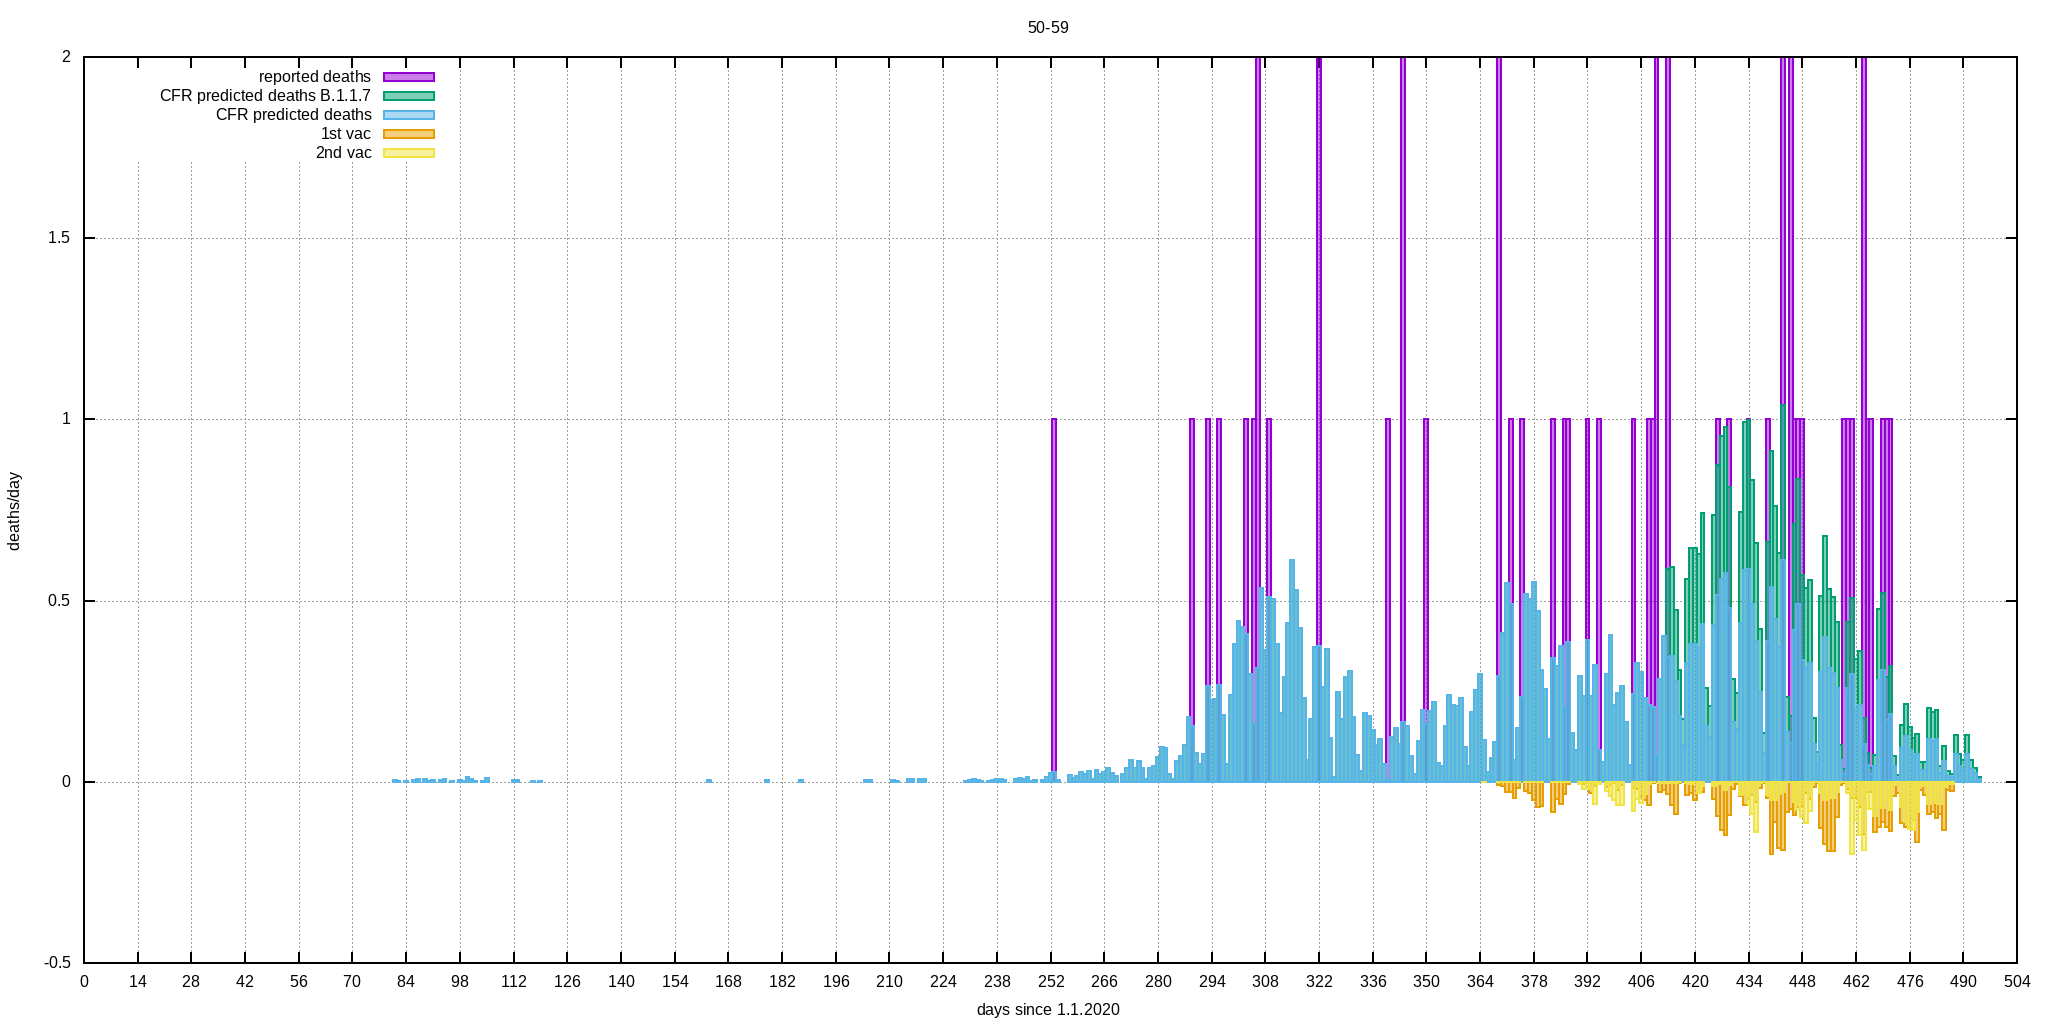 50-59
reported deaths
CFR predicted deaths B.1.1.7
CFR predicted deaths
1st vac
2nd vac
2
1.5
1
0.5
0
-0.5
deaths/day
0 14 28 42 56 70 84 98 112 126 140 154 168 182 196 210 224 238 252 266 280 294 308 322 336 350 364 378 392 406 420 434 448 462 476 490 504
days since 1.1.2020